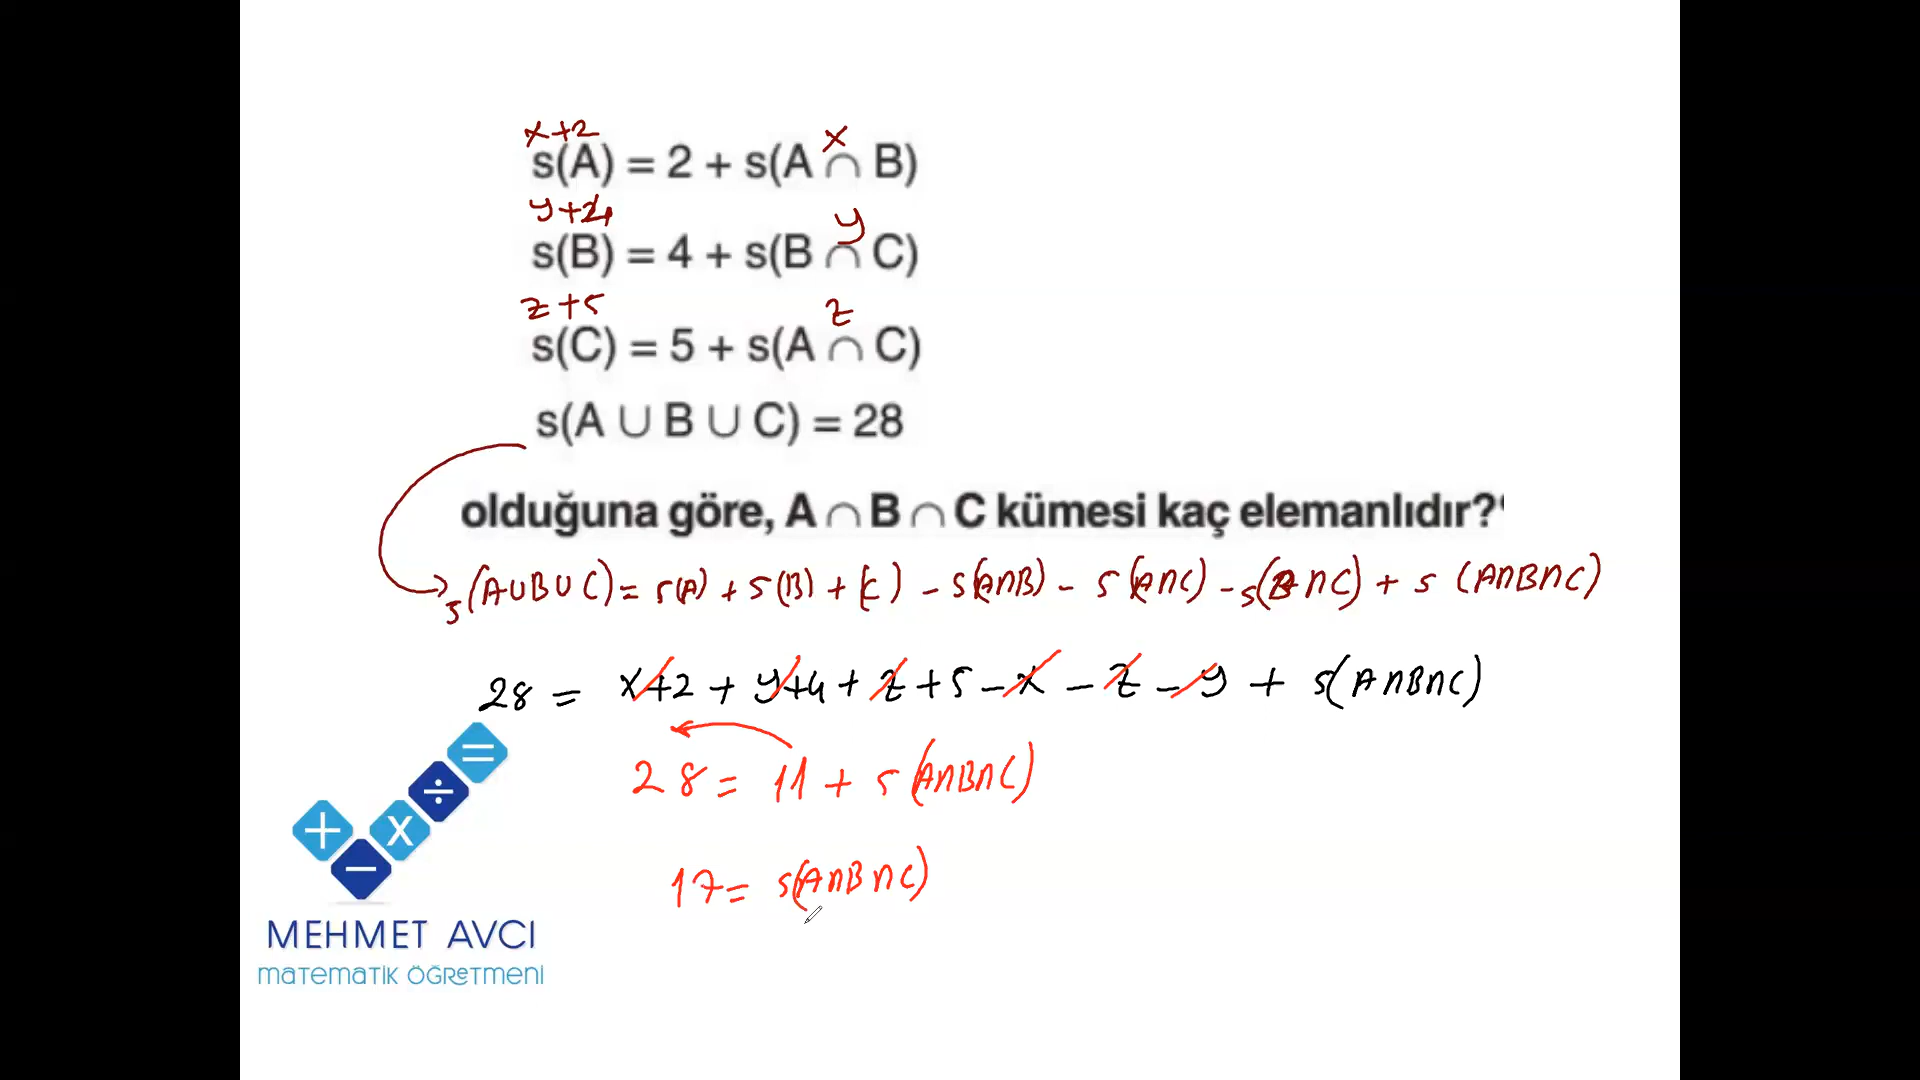 x+2 x
s(A) = 2 + s(A ∩ B)
y+4 y
s(B) = 4 + s(B ∩ C)
z+5 z
s(C) = 5 + s(A ∩ C)
s(A ∪ B ∪ C) = 28
olduğuna göre, A ∩ B ∩ C kümesi kaç elemanlıdır?
s(A∪B∪C) = s(A) + s(B) + (C) - s(A∩B) - s(A∩C) - s(B∩C) + s(A∩B∩C)
28 = x+2 + y+4 + z+5 - x - z - y + s(A∩B∩C)
28 = 11 + s(A∩B∩C)
17 = s(A∩B∩C)
+ - x ÷ =
MEHMET AVCI
matematik öğretmeni